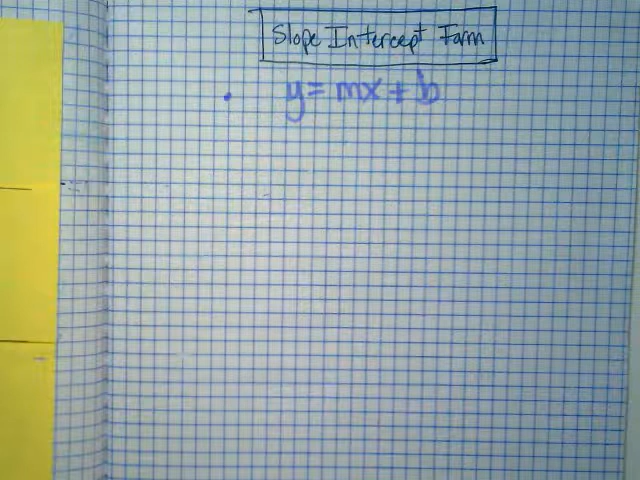 Slope Intercept Form
• y = mx + b